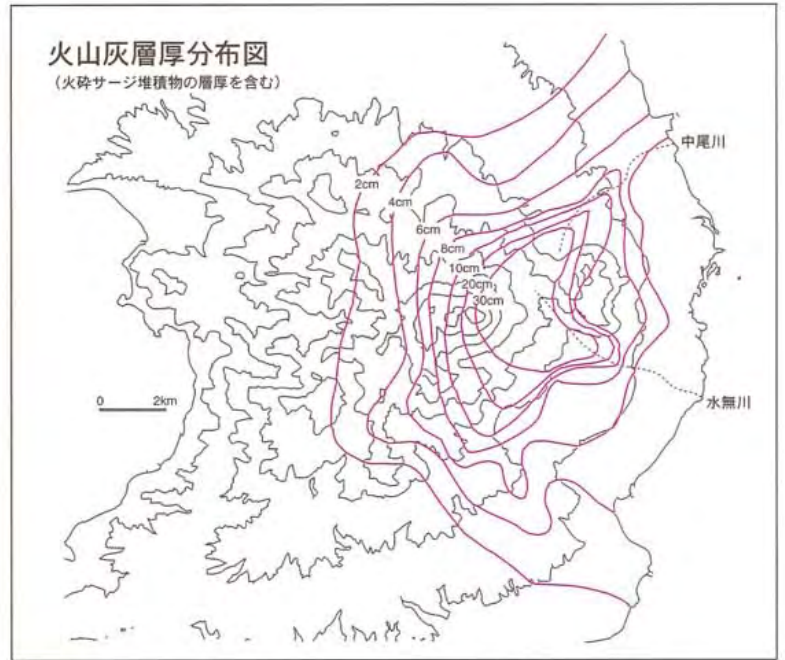 火山灰層厚分布図
（火砕サージ堆積物の層厚を含む）
中尾川
2cm
4cm
6cm
8cm
10cm
20cm
30cm
0 2km
水無川